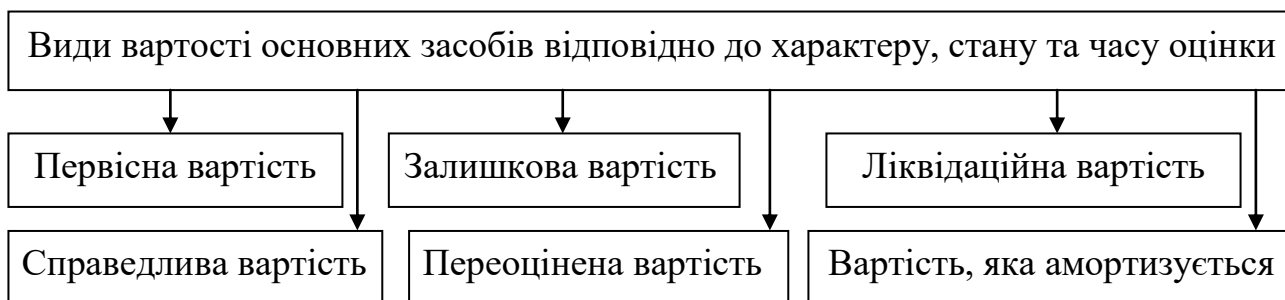 Види вартості основних засобів відповідно до характеру, стану та часу оцінки
Первісна вартість
Залишкова вартість
Ліквідаційна вартість
Справедлива вартість
Переоцінена вартість
Вартість, яка амортизується